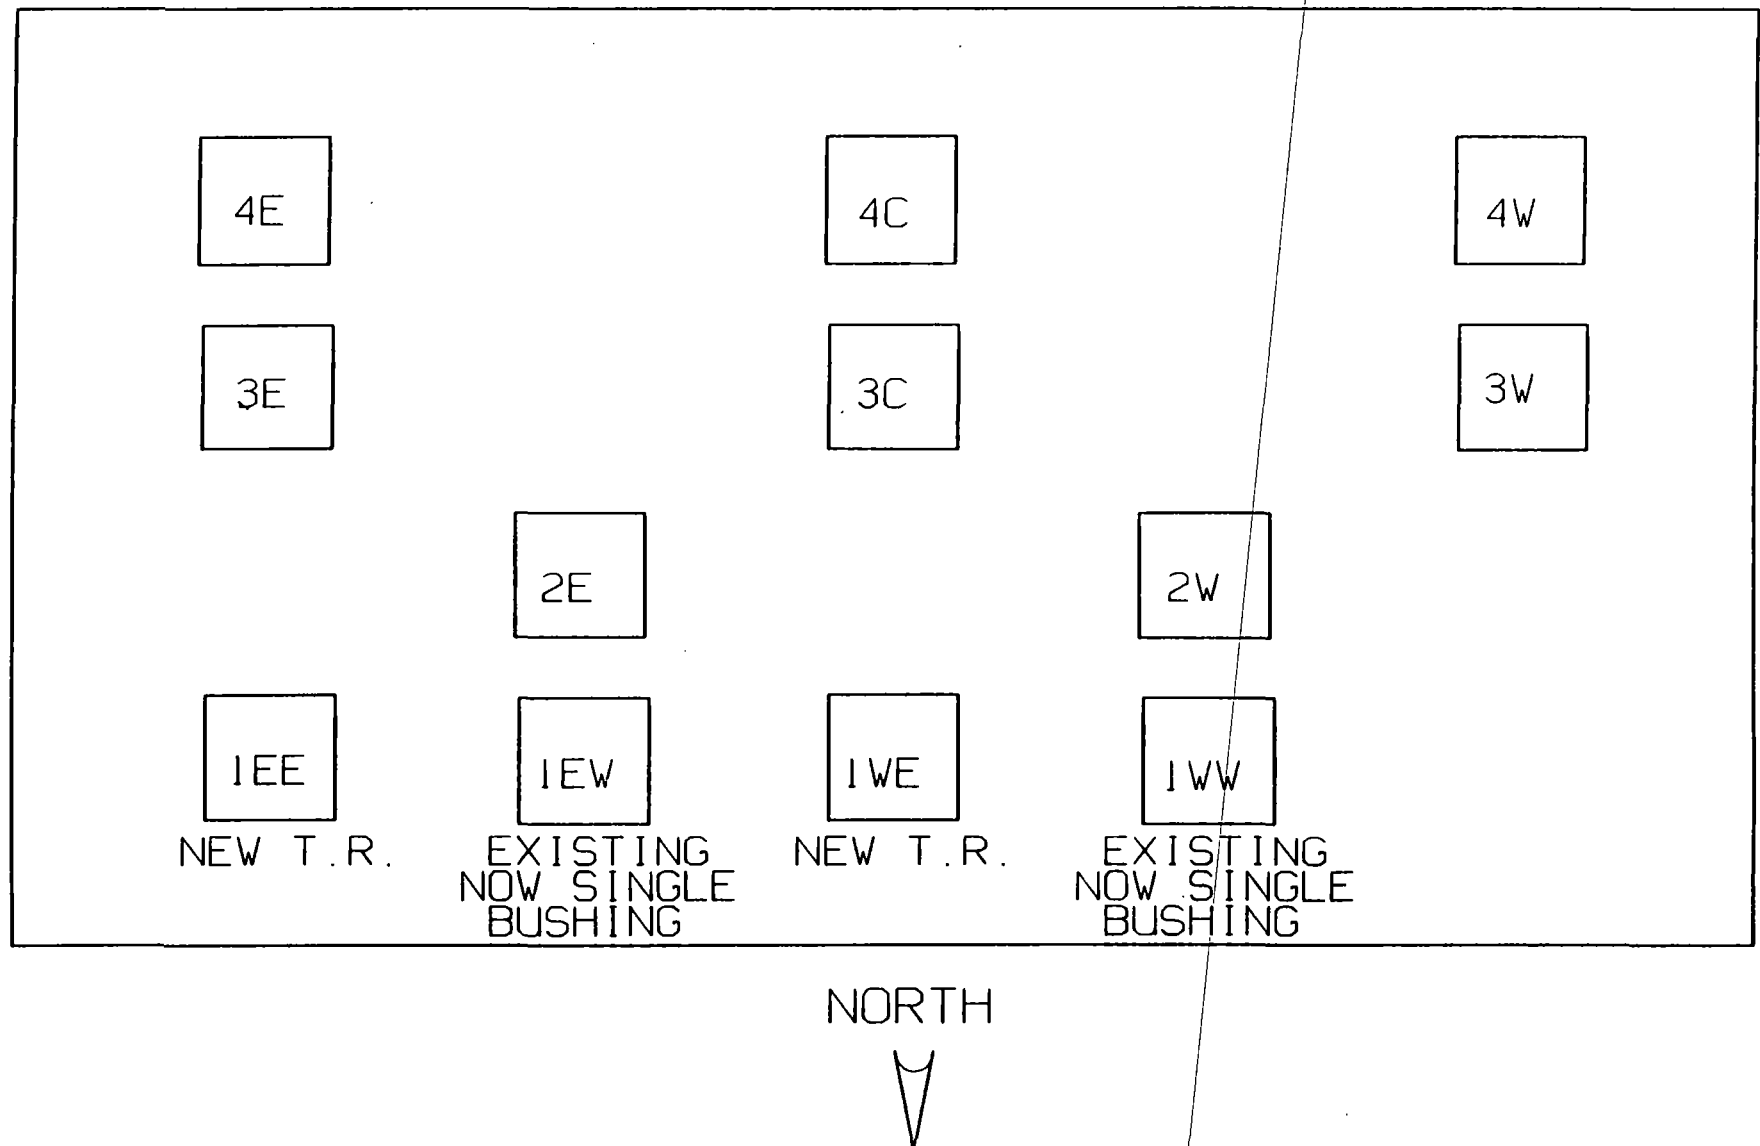 4E 4C 4W
3E 3C 3W
2E 2W
1EE 1EW 1WE 1WW
NEW T.R. EXISTING NEW T.R. EXISTING
NOW SINGLE NOW SINGLE
BUSHING BUSHING
NORTH